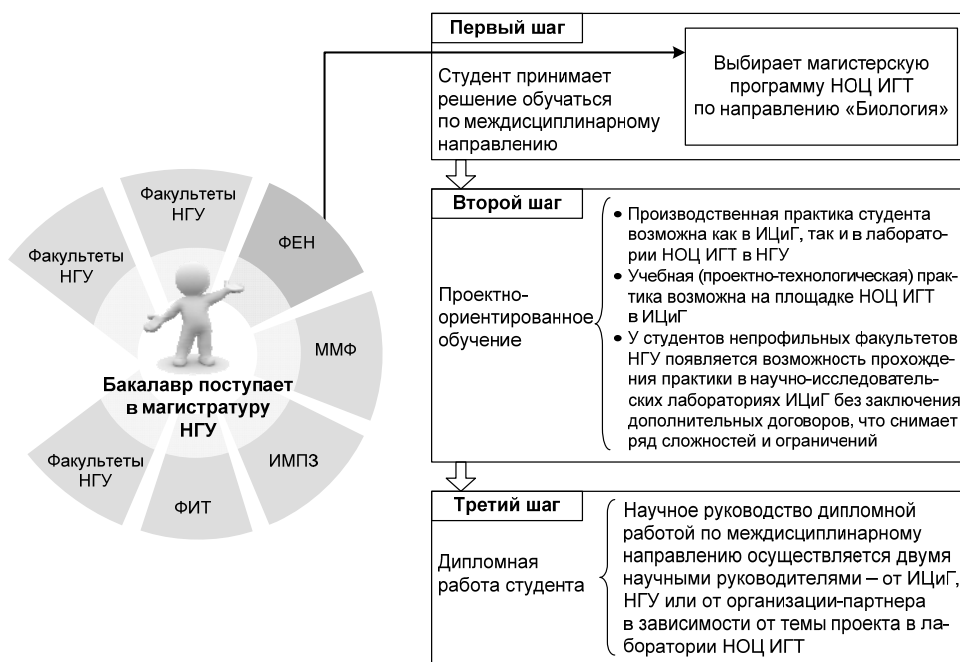 Факультеты
НГУ
Факультеты
НГУ
ФЕН
ММФ
ИМПЗ
ФИТ
Факультеты
НГУ
Бакалавр поступает
в магистратуру
НГУ
Первый шаг
Студент принимает
решение обучаться
по междисциплинарному
направлению
Выбирает магистерскую
программу НОЦ ИГТ
по направлению «Биология»
Второй шаг
Проектно-
ориентированное
обучение
• Производственная практика студента
возможна как в ИЦиГ, так и в лаборато-
рии НОЦ ИГТ в НГУ
• Учебная (проектно-технологическая) прак-
тика возможна на площадке НОЦ ИГТ
в ИЦиГ
• У студентов непрофильных факультетов
НГУ появляется возможность прохожде-
ния практики в научно-исследователь-
ских лабораториях ИЦиГ без заключения
дополнительных договоров, что снимает
ряд сложностей и ограничений
Третий шаг
Дипломная
работа студента
Научное руководство дипломной
работой по междисциплинарному
направлению осуществляется двумя
научными руководителями – от ИЦиГ,
НГУ или от организации-партнера
в зависимости от темы проекта в ла-
боратории НОЦ ИГТ